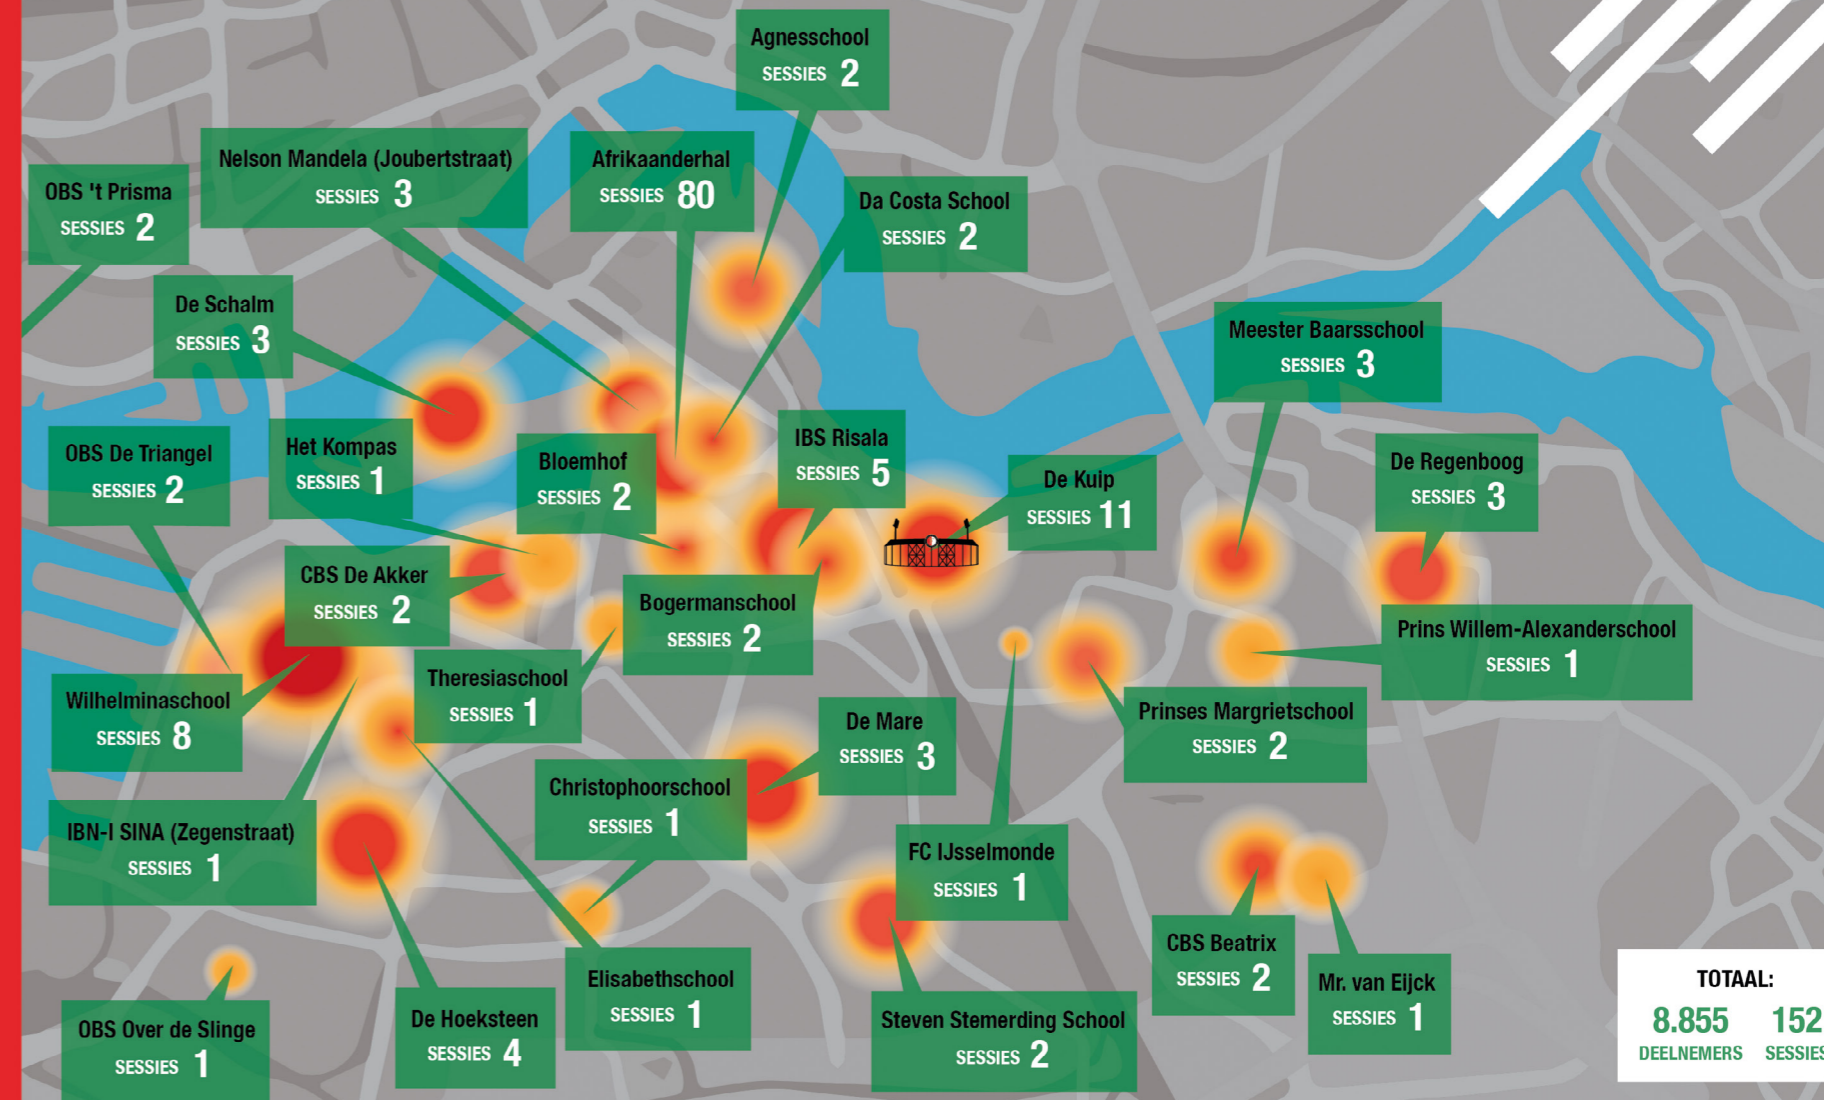 Agnesschool
SESSIES 2
Nelson Mandela (Joubertstraat)
SESSIES 3
Afrikaanderhal
SESSIES 80
OBS 't Prisma
SESSIES 2
Da Costa School
SESSIES 2
De Schalm
SESSIES 3
Meester Baarsschool
SESSIES 3
OBS De Triangel
SESSIES 2
Het Kompas
SESSIES 1
Bloemhof
SESSIES 2
IBS Risala
SESSIES 5
De Kuip
SESSIES 11
De Regenboog
SESSIES 3
CBS De Akker
SESSIES 2
Bogermanschool
SESSIES 2
Prins Willem-Alexanderschool
SESSIES 1
Wilhelminaschool
SESSIES 8
Theresiaschool
SESSIES 1
De Mare
SESSIES 3
Prinses Margrietschool
SESSIES 2
Christophoorschool
SESSIES 1
IBN-I SINA (Zegenstraat)
SESSIES 1
FC IJsselmonde
SESSIES 1
CBS Beatrix
SESSIES 2
Mr. van Eijck
SESSIES 1
Elisabethschool
SESSIES 1
De Hoeksteen
SESSIES 4
Steven Stemerding School
SESSIES 2
OBS Over de Slinge
SESSIES 1
TOTAAL:
8.855 152
DEELNEMERS SESSIES